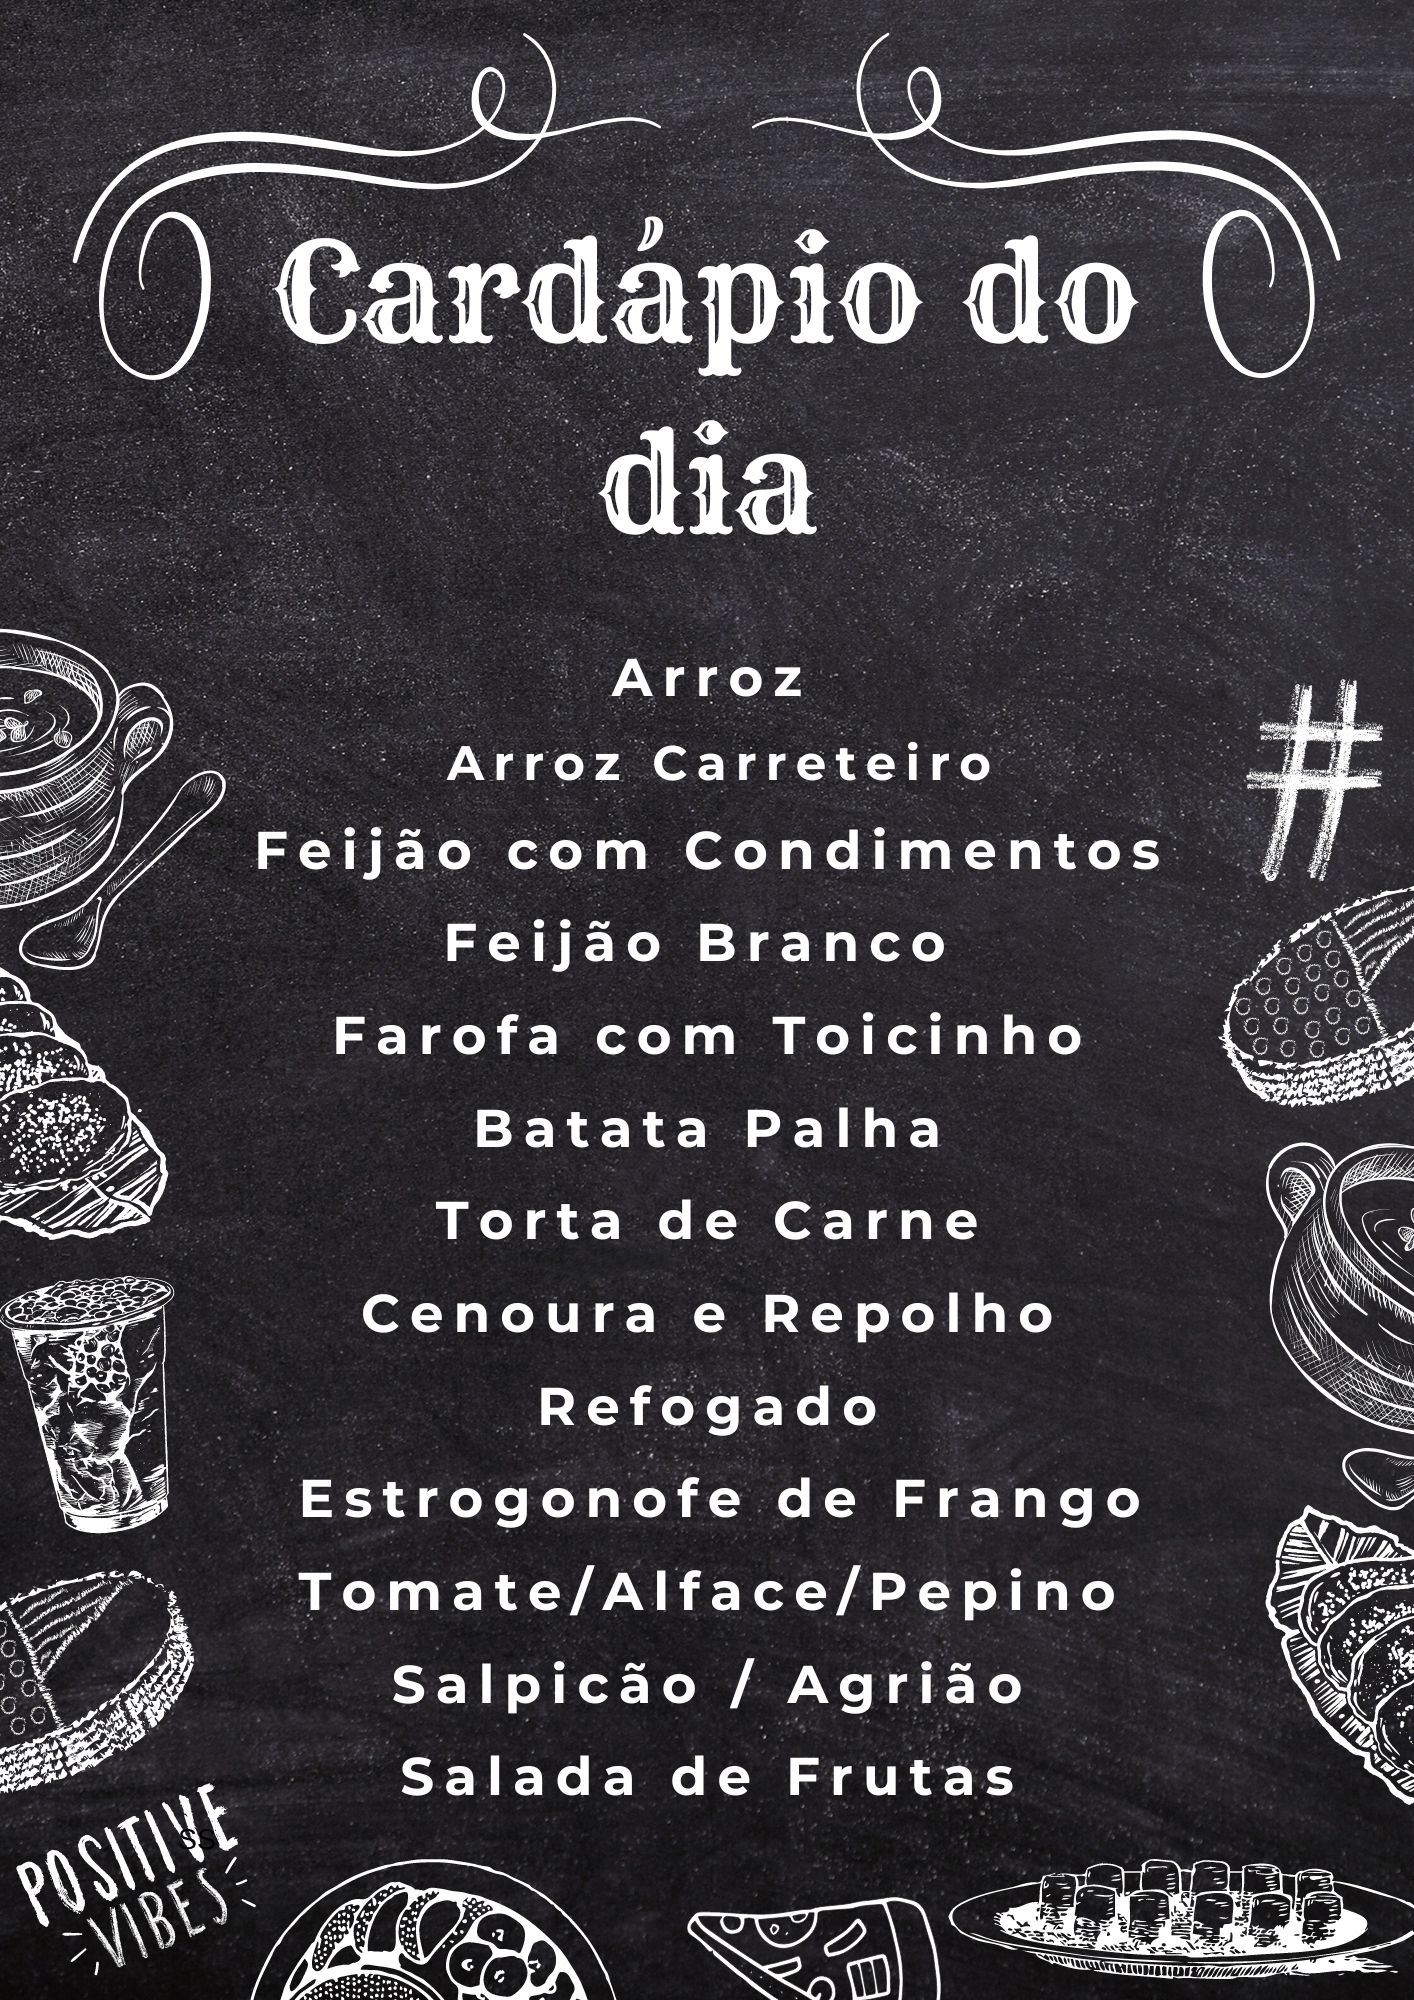 Cardápio do
dia
Arroz
Arroz Carreteiro
Feijão com Condimentos
Feijão Branco
Farofa com Toicinho
Batata Palha
Torta de Carne
Cenoura e Repolho
Refogado
Estrogonofe de Frango
Tomate/Alface/Pepino
Salpicão / Agrião
Salada de Frutas
#
POSITIVE
VIBES
ss